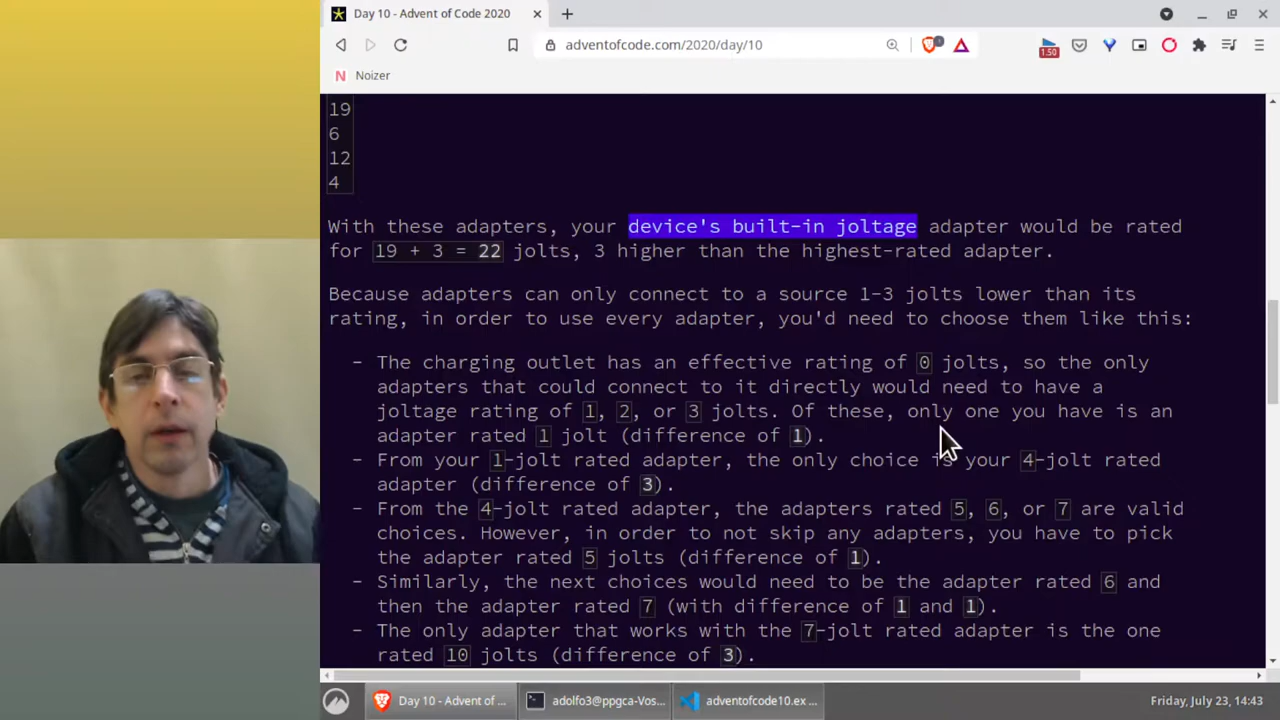 Day 10 - Advent of Code 2020
adventofcode.com/2020/day/10
1.50
N Noizer
19
6
12
4
With these adapters, your device's built-in joltage adapter would be rated
for 19 + 3 = 22 jolts, 3 higher than the highest-rated adapter.
Because adapters can only connect to a source 1-3 jolts lower than its
rating, in order to use every adapter, you'd need to choose them like this:
- The charging outlet has an effective rating of 0 jolts, so the only
adapters that could connect to it directly would need to have a
joltage rating of 1, 2, or 3 jolts. Of these, only one you have is an
adapter rated 1 jolt (difference of 1).
- From your 1-jolt rated adapter, the only choice is your 4-jolt rated
adapter (difference of 3).
- From the 4-jolt rated adapter, the adapters rated 5, 6, or 7 are valid
choices. However, in order to not skip any adapters, you have to pick
the adapter rated 5 jolts (difference of 1).
- Similarly, the next choices would need to be the adapter rated 6 and
then the adapter rated 7 (with difference of 1 and 1).
- The only adapter that works with the 7-jolt rated adapter is the one
rated 10 jolts (difference of 3).
Day 10 - Advent of ...
adolfo3@ppgca-Vos...
adventofcode10.ex ...
Friday, July 23, 14:43